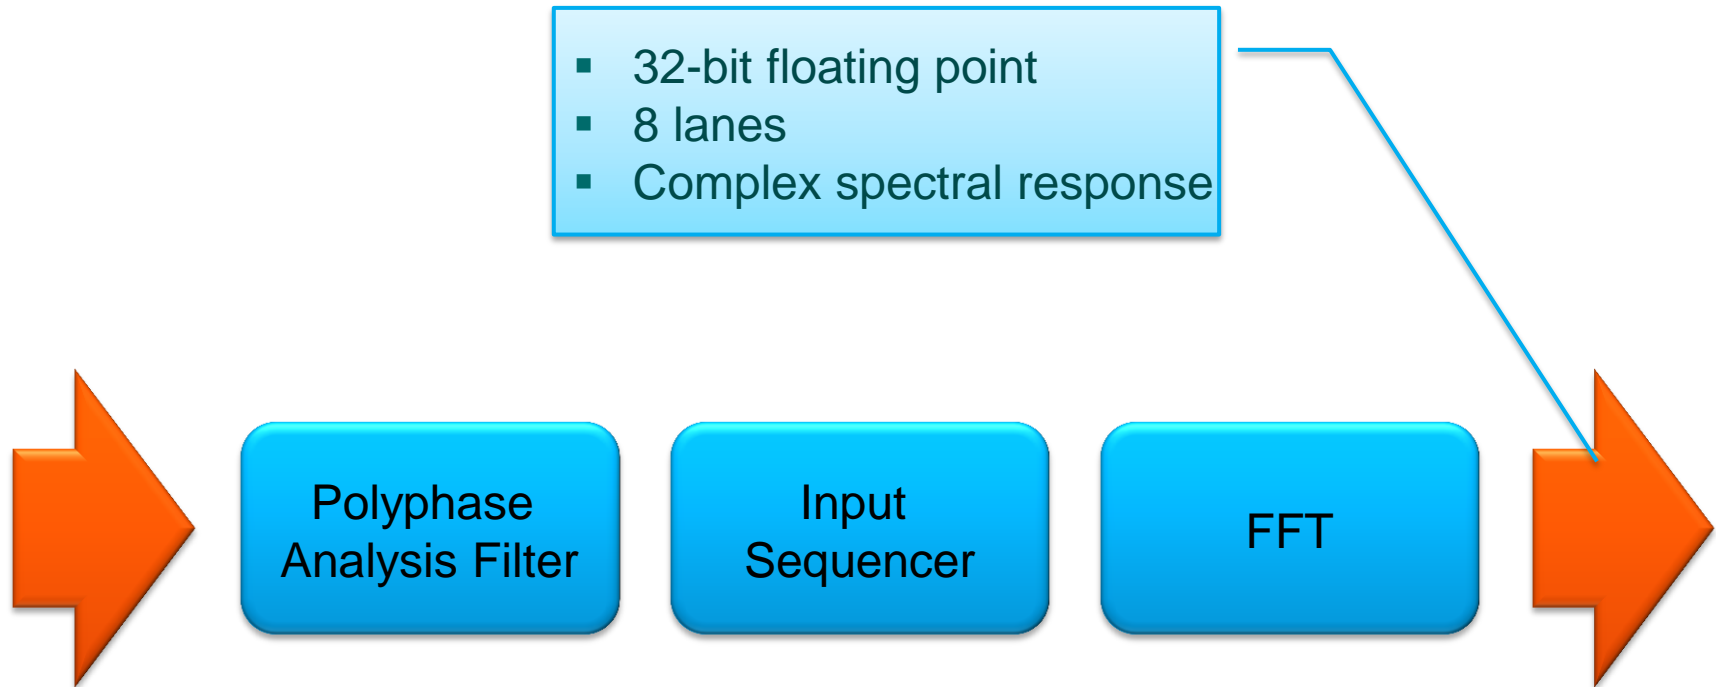 ▪ 32-bit floating point
▪ 8 lanes
▪ Complex spectral response
Polyphase
Analysis Filter
Input
Sequencer
FFT